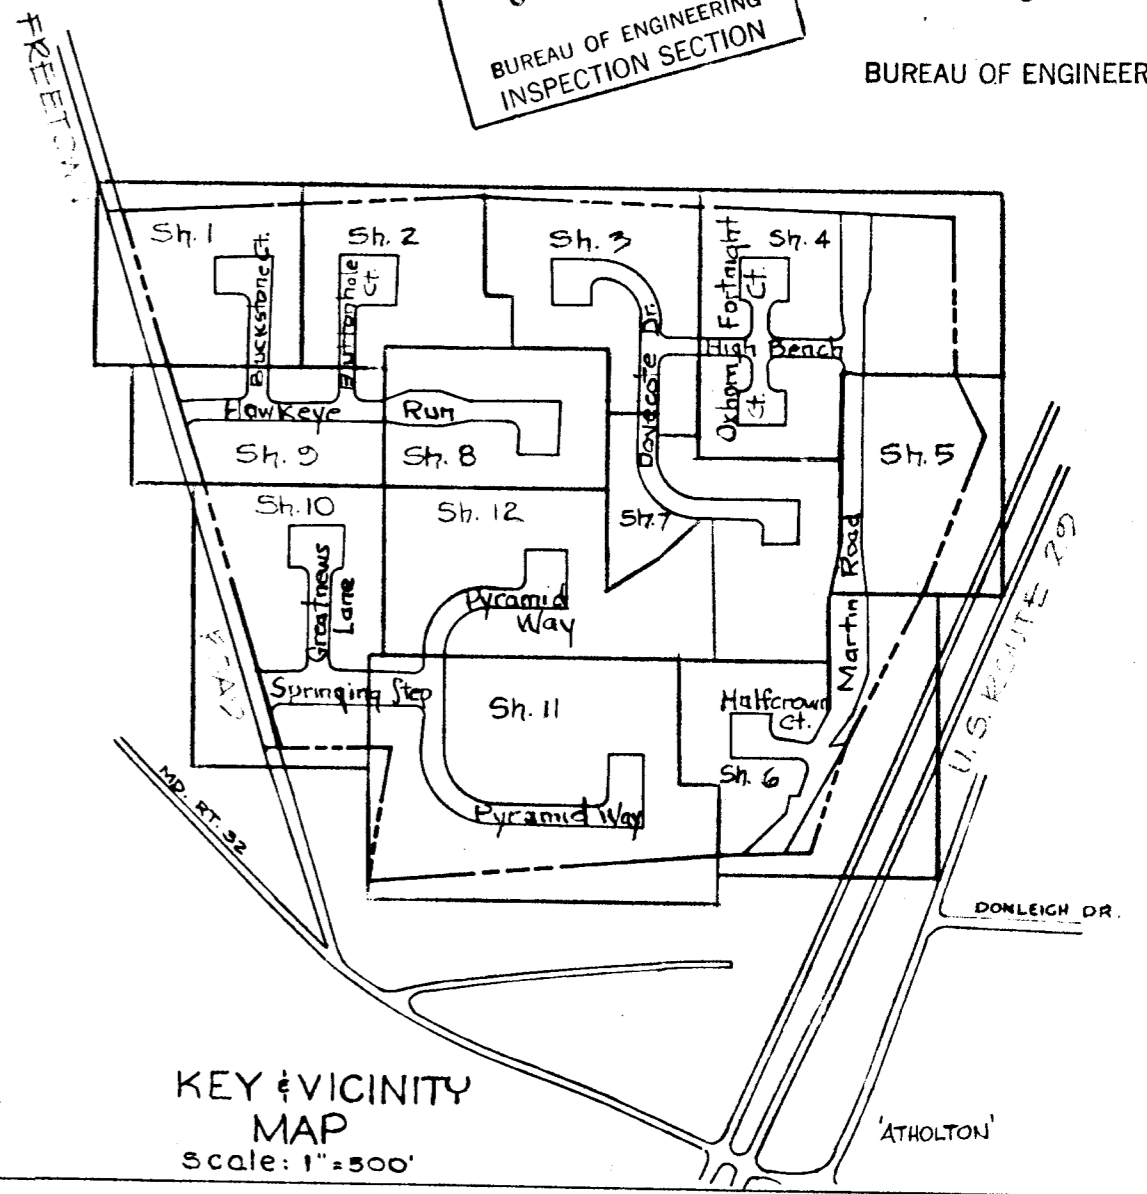 BUREAU OF ENGINEERING
INSPECTION SECTION
BUREAU OF ENGINEER
Sh. 1
Sh. 2
Sh. 3
Sh. 4
Buckstone Ct.
Buttonhole
Ct.
Dovecote Dr.
Fortnight
Ct.
High Bench
Oxhorn
Ct.
Hawkeye Run
Sh. 9
Sh. 8
Sh. 5
Sh. 10
Sh. 12
Sh. 7
Greatnews
Lane
Pyramid
Way
Martin Road
U.S. ROUTE 29
Springing Step
Sh. 11
Halfcrown
Ct.
Sh. 6
Pyramid Way
MD. RT. 32
DONLEIGH DR.
KEY & VICINITY
MAP
Scale: 1"=500'
'ATHOLTON'